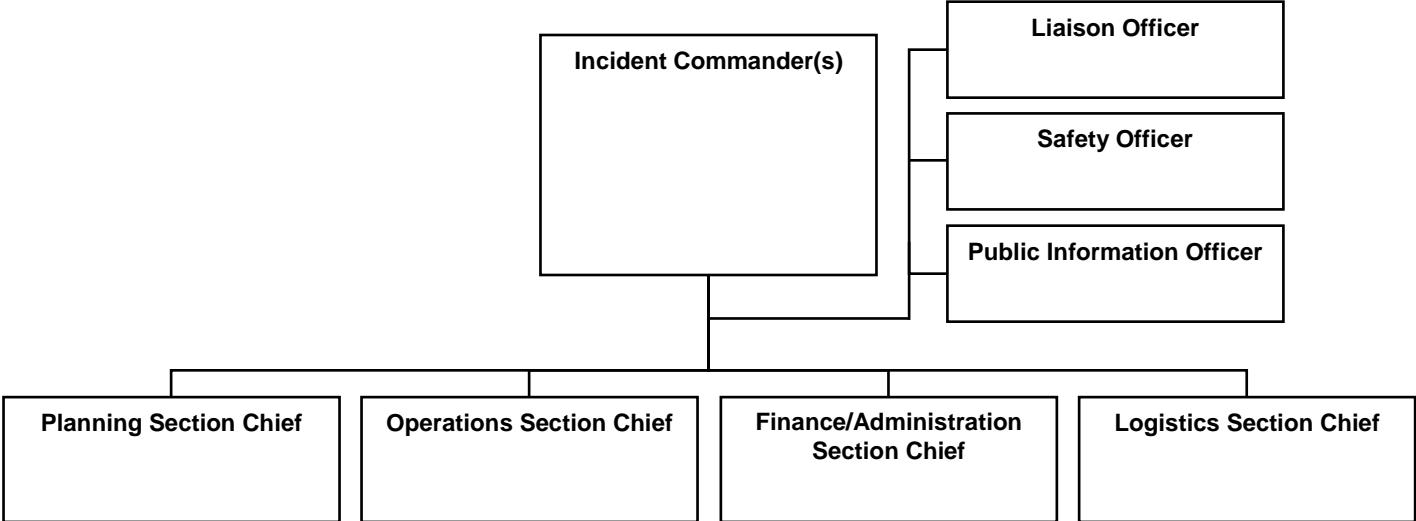 Liaison Officer
Incident Commander(s)
Safety Officer
Public Information Officer
Planning Section Chief
Operations Section Chief
Finance/Administration
Section Chief
Logistics Section Chief